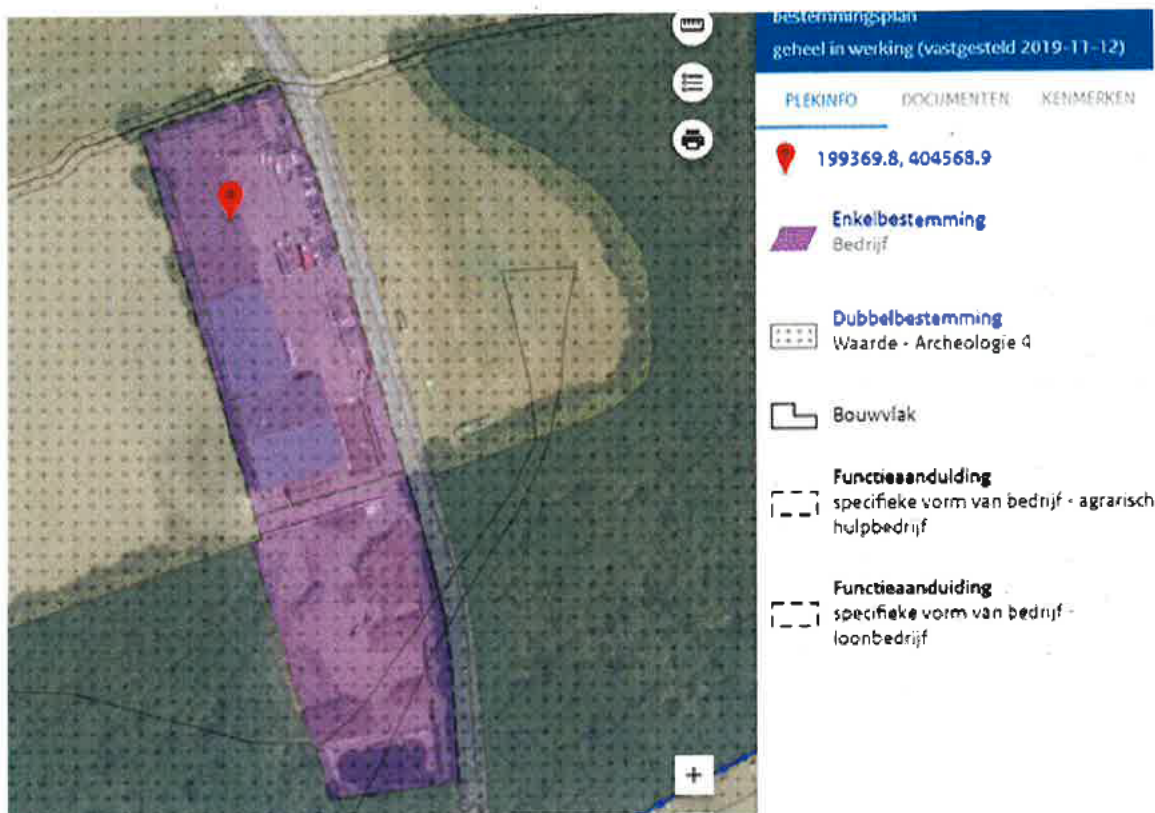 bestemmingsplan
geheel in werking (vastgesteld 2019-11-12)
PLEKINFO DOCUMENTEN KENMERKEN
199369.8, 404568.9
Enkelbestemming
Bedrijf
Dubbelbestemming
Waarde - Archeologie 4
Bouwvlak
Functieaanduiding
specifieke vorm van bedrijf - agrarisch
hulpbedrijf
Functieaanduiding
specifieke vorm van bedrijf -
loonbedrijf
+